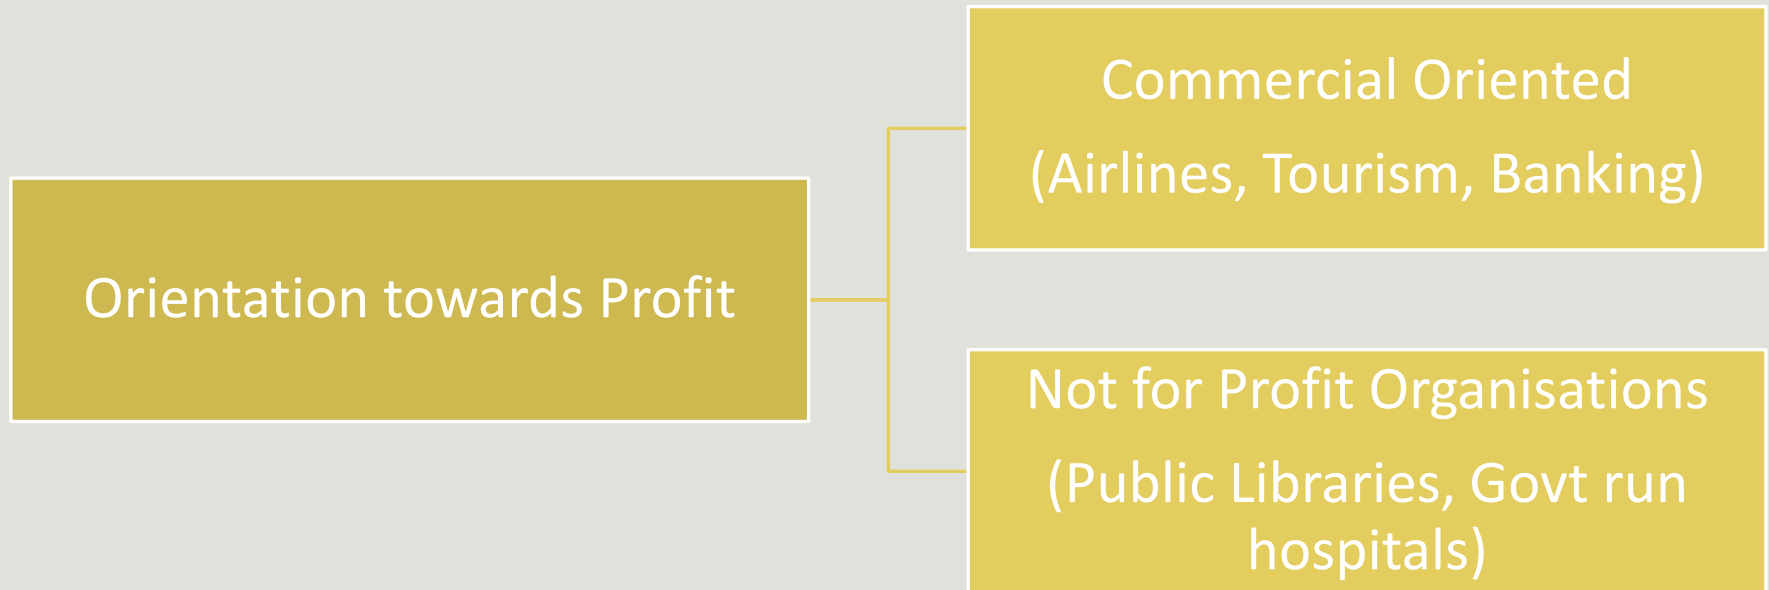 Orientation towards Profit
Commercial Oriented
(Airlines, Tourism, Banking)
Not for Profit Organisations
(Public Libraries, Govt run
hospitals)